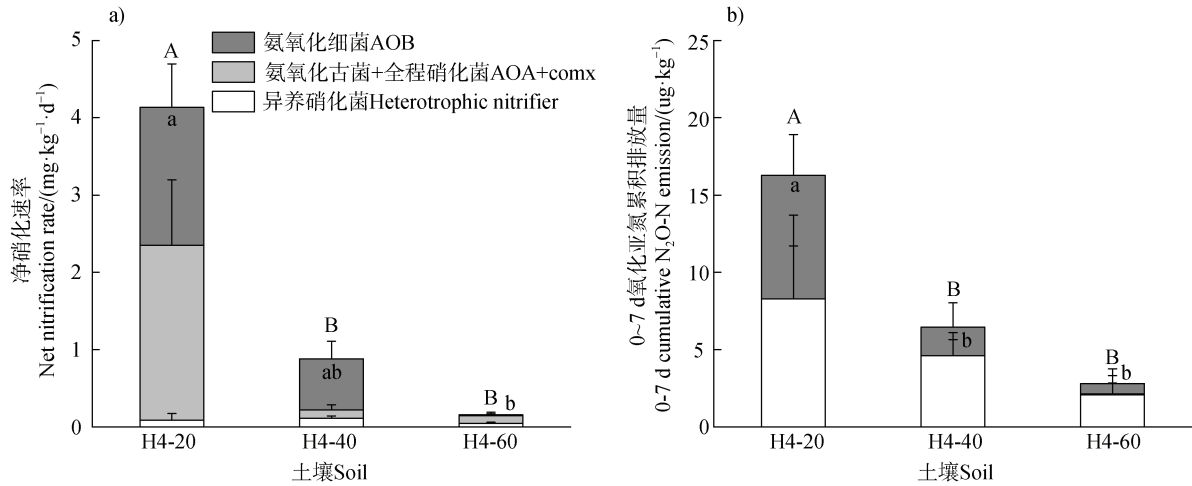 a)
净硝化速率
Net nitrification rate/(mg·kg⁻¹·d⁻¹)
5
4
3
2
1
0
氨氧化细菌AOB
氨氧化古菌+全程硝化菌AOA+comx
异养硝化菌Heterotrophic nitrifier
A
a
B
ab
B
b
H4-20
H4-40
H4-60
土壤Soil
b)
0~7 d氧化亚氮累积排放量
0-7 d cumulative N₂O-N emission/(ug·kg⁻¹)
25
20
15
10
5
0
A
a
B
b
B
b
H4-20
H4-40
H4-60
土壤Soil